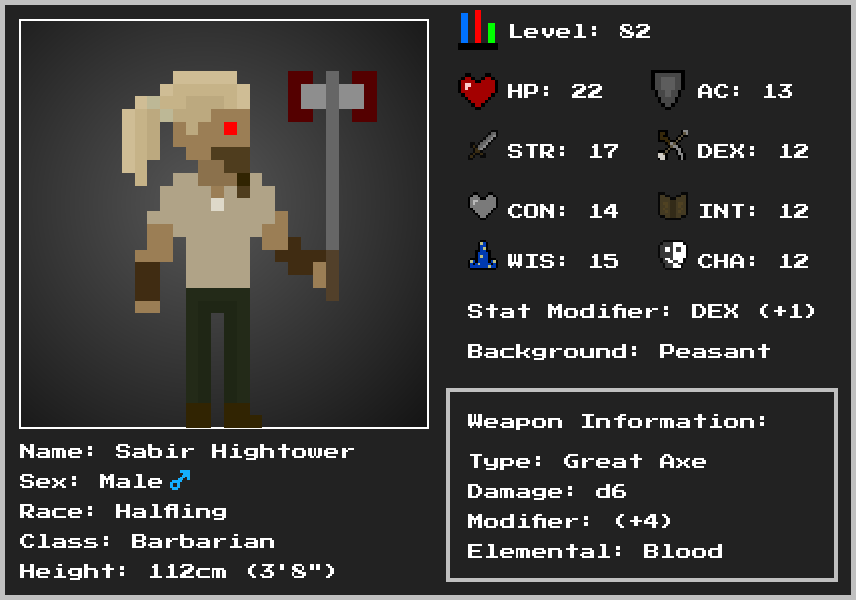 Level: 82
HP: 22 AC: 13
STR: 17 DEX: 12
CON: 14 INT: 12
WIS: 15 CHA: 12
Stat Modifier: DEX (+1)
Background: Peasant
Weapon Information:
Type: Great Axe
Damage: d6
Modifier: (+4)
Elemental: Blood
Name: Sabir Hightower
Sex: Male♂
Race: Halfling
Class: Barbarian
Height: 112cm (3'8")